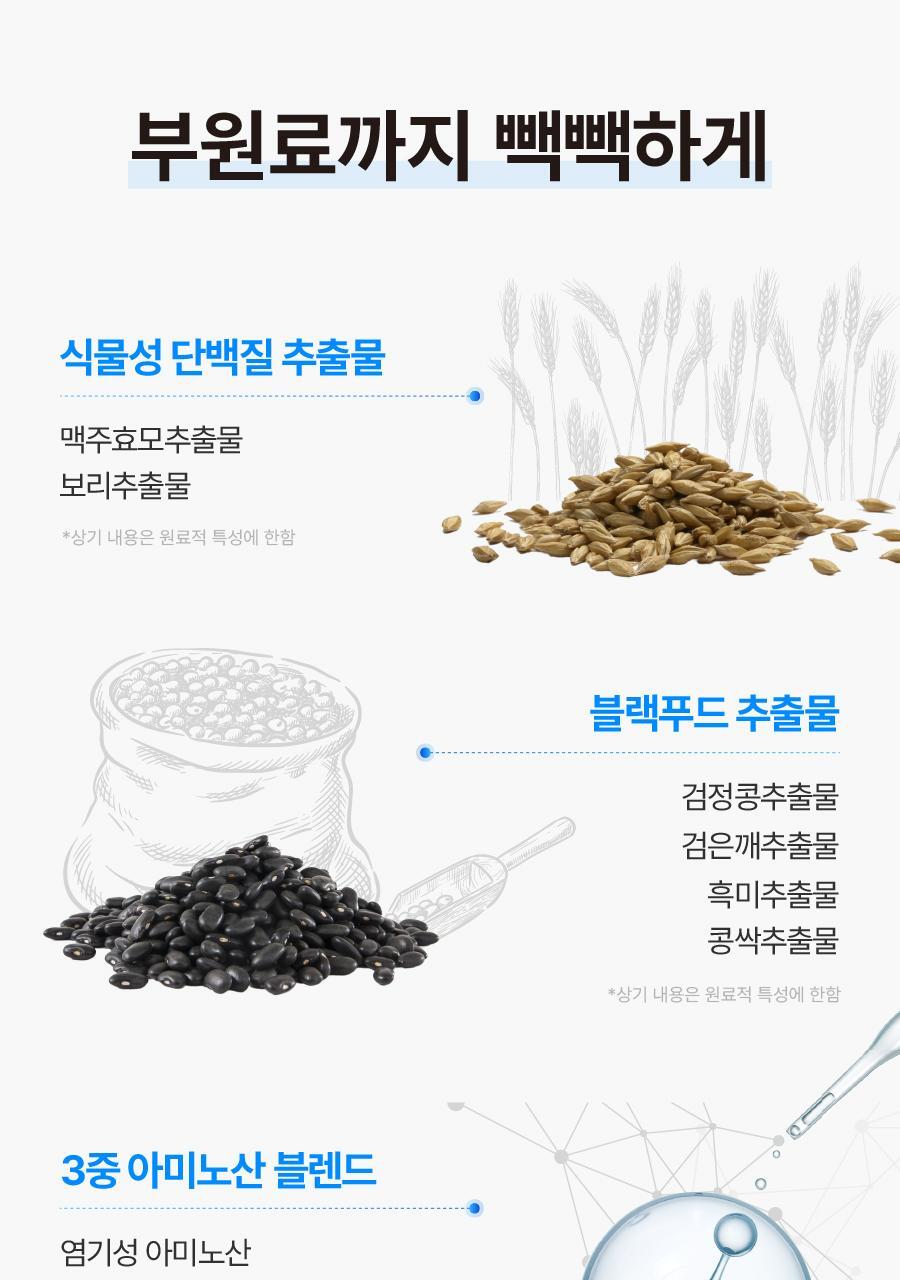 부원료까지 빽빽하게
식물성 단백질 추출물
맥주효모추출물
보리추출물
*상기 내용은 원료적 특성에 한함
블랙푸드 추출물
검정콩추출물
검은깨추출물
흑미추출물
콩싹추출물
*상기 내용은 원료적 특성에 한함
3중 아미노산 블렌드
염기성 아미노산